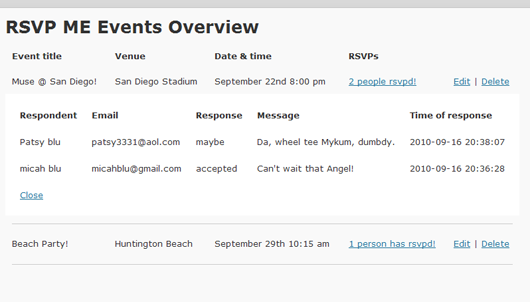 RSVP ME Events Overview
Event title Venue Date & time RSVPs
Muse @ San Diego! San Diego Stadium September 22nd 8:00 pm 2 people rsvpd! Edit | Delete
Respondent Email Response Message Time of response
Patsy blu patsy3331@aol.com maybe Da, wheel tee Mykum, dumbdy. 2010-09-16 20:38:07
micah blu micahblu@gmail.com accepted Can't wait that Angel! 2010-09-16 20:36:28
Close
Beach Party! Huntington Beach September 29th 10:15 am 1 person has rsvpd! Edit | Delete